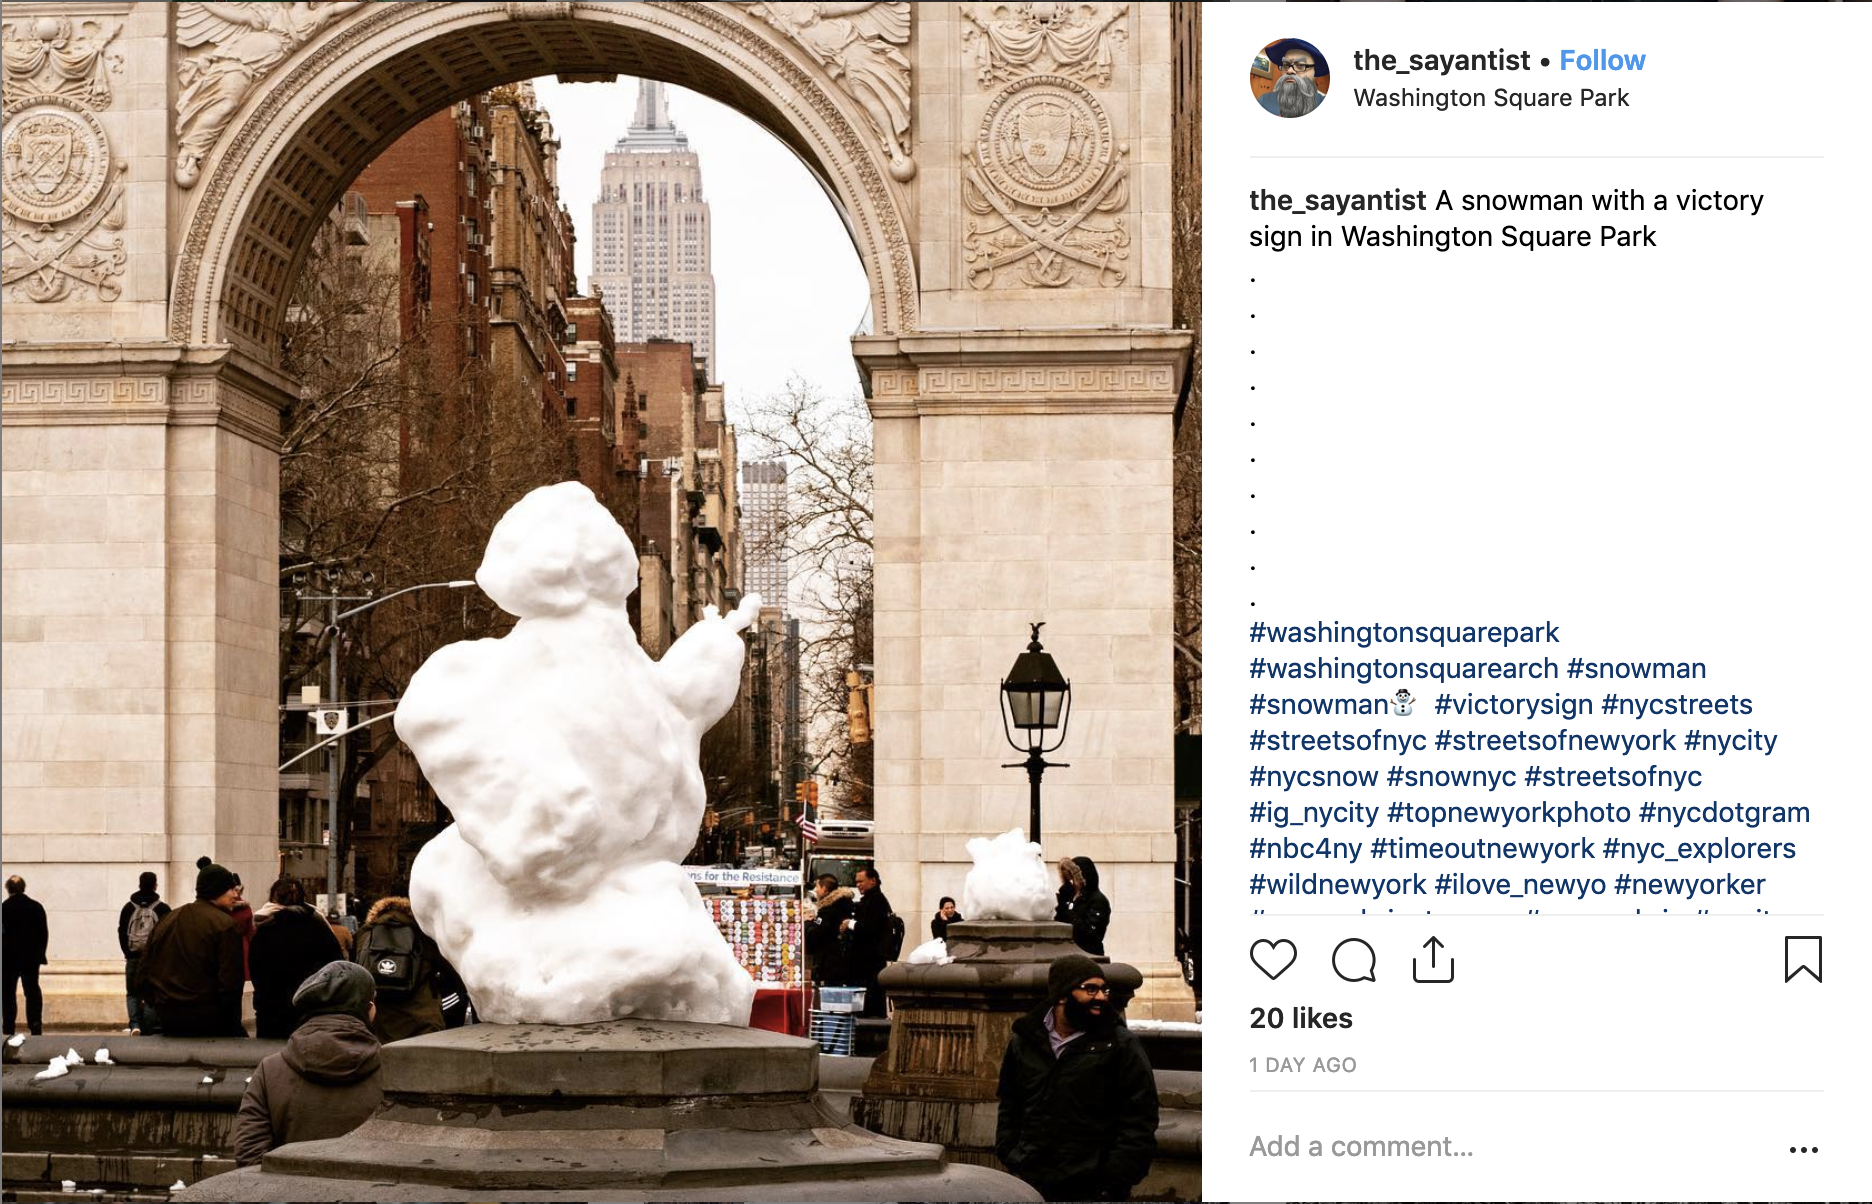 the_sayantist • Follow
Washington Square Park
the_sayantist A snowman with a victory
sign in Washington Square Park
.
.
.
.
.
.
.
.
.
.
#washingtonsquarepark
#washingtonsquarearch #snowman
#snowman⛄ #victorysign #nycstreets
#streetsofnyc #streetsofnewyork #nycity
#nycsnow #snownyc #streetsofnyc
#ig_nycity #topnewyorkphoto #nycdotgram
#nbc4ny #timeoutnewyork #nyc_explorers
#wildnewyork #ilove_newyo #newyorker
20 likes
1 DAY AGO
Add a comment...
for the Resistance